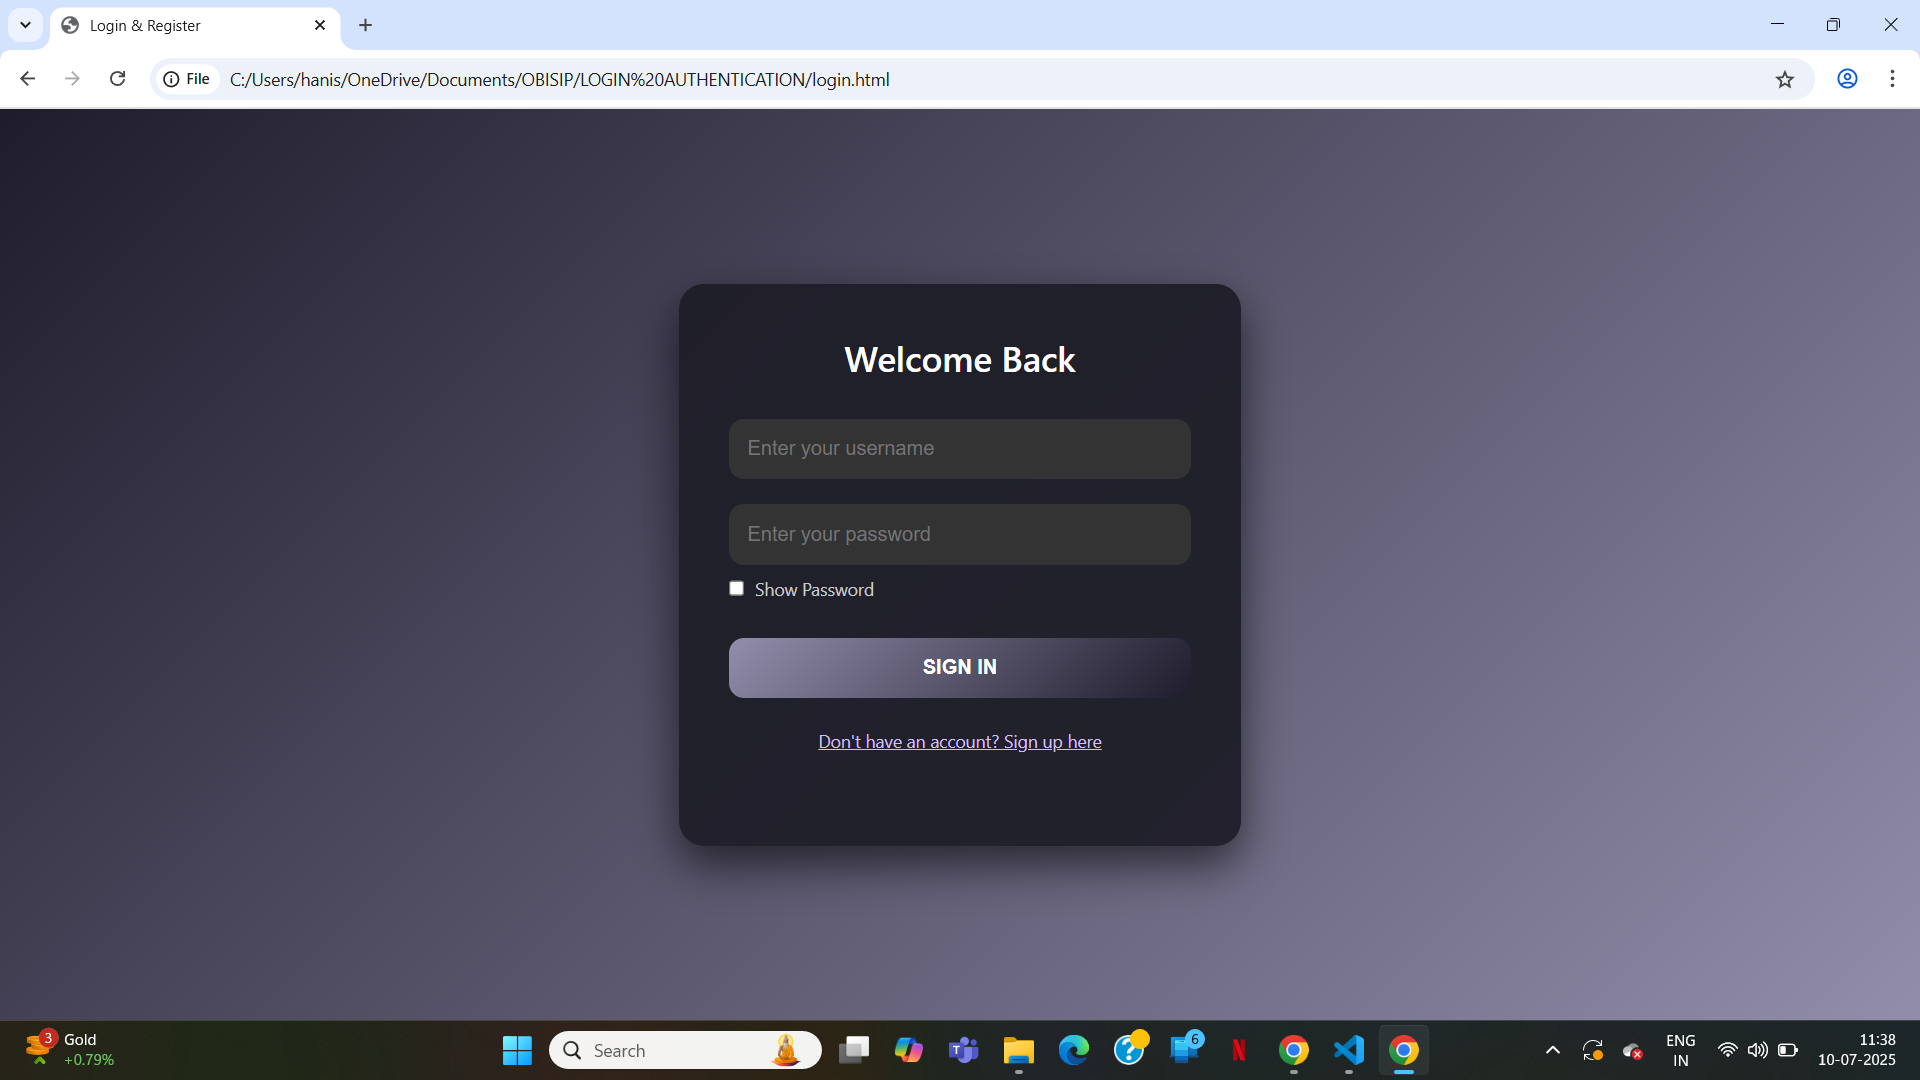 Login & Register
File
C:/Users/hanis/OneDrive/Documents/OBISIP/LOGIN%20AUTHENTICATION/login.html
Welcome Back
Enter your username
Enter your password
Show Password
SIGN IN
Don't have an account? Sign up here
3
Gold
+0.79%
Search
T
?
6
N
ENG
IN
11:38
10-07-2025